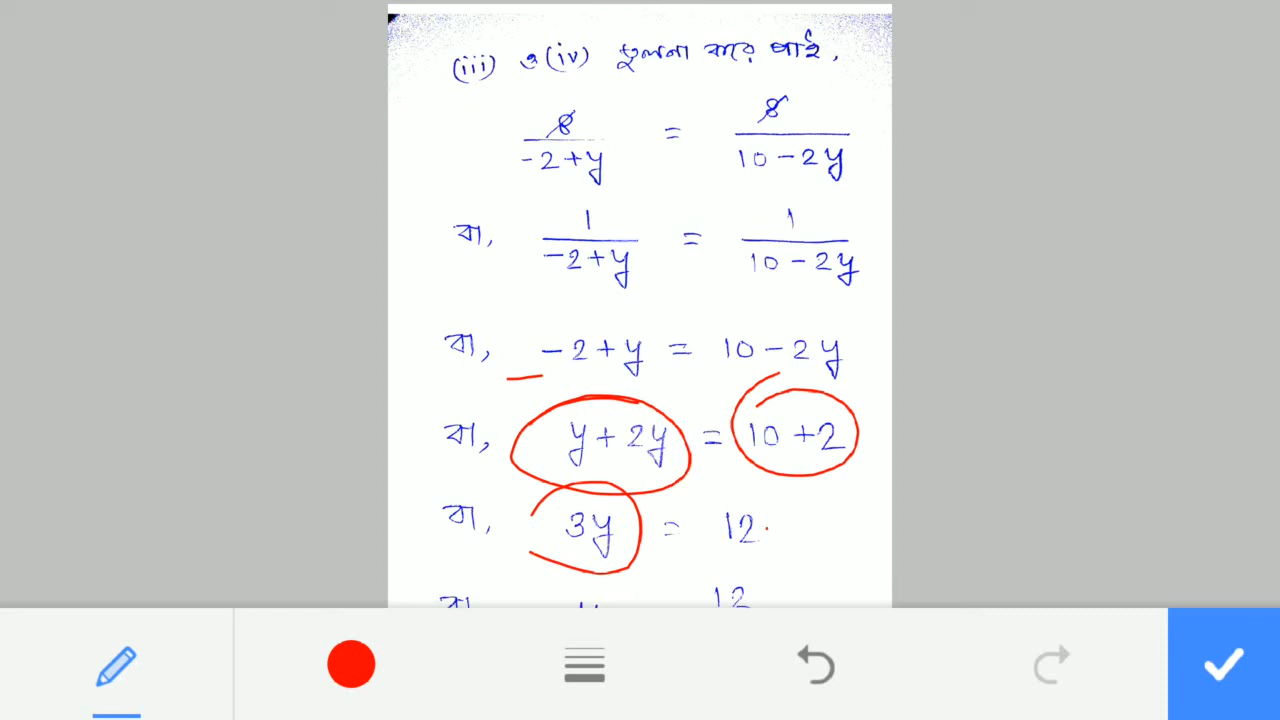 (iii) ও (iv) তুলনা করে পাই,
8/(-2+y) = 8/(10-2y)
বা, 1/(-2+y) = 1/(10-2y)
বা, -2+y = 10-2y
বা, y+2y = 10+2
বা, 3y = 12
বা 12